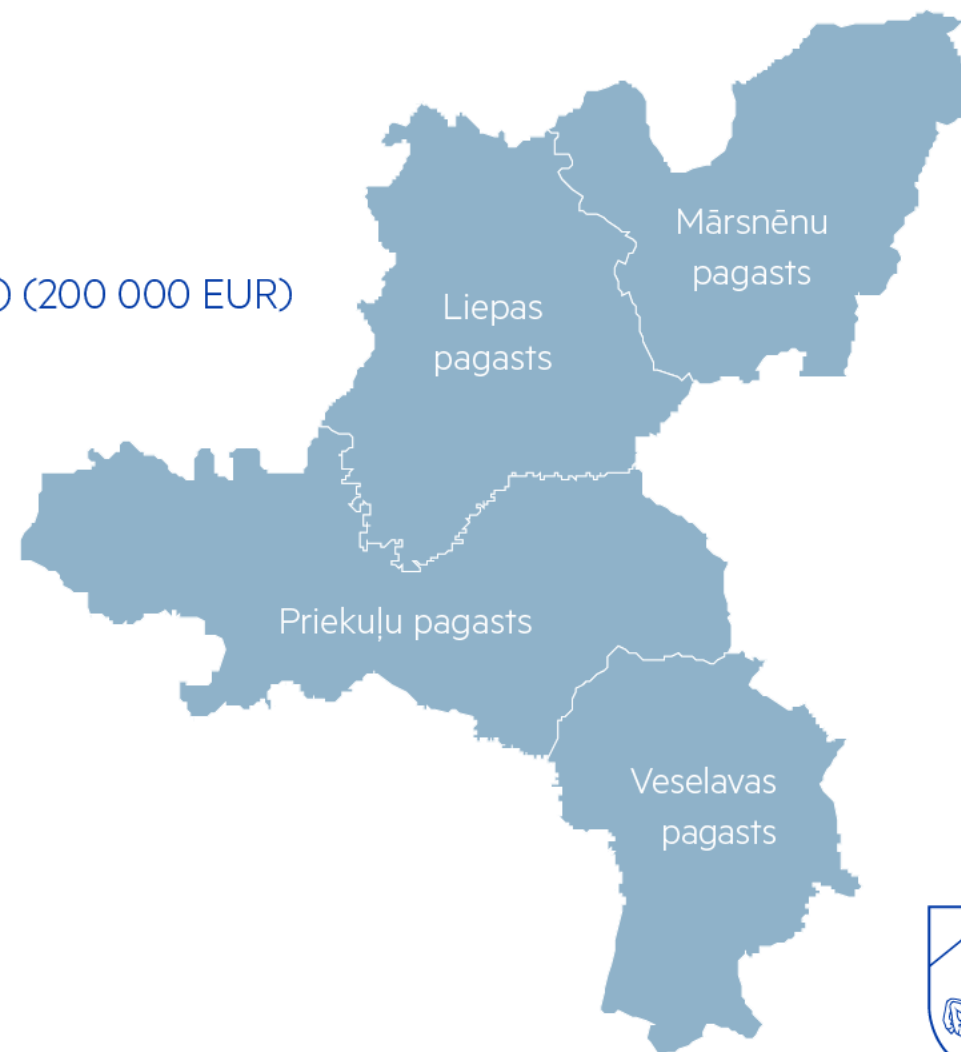 Mārsnēnu
pagasts
) (200 000 EUR)
Liepas
pagasts
Priekuļu pagasts
Veselavas
pagasts